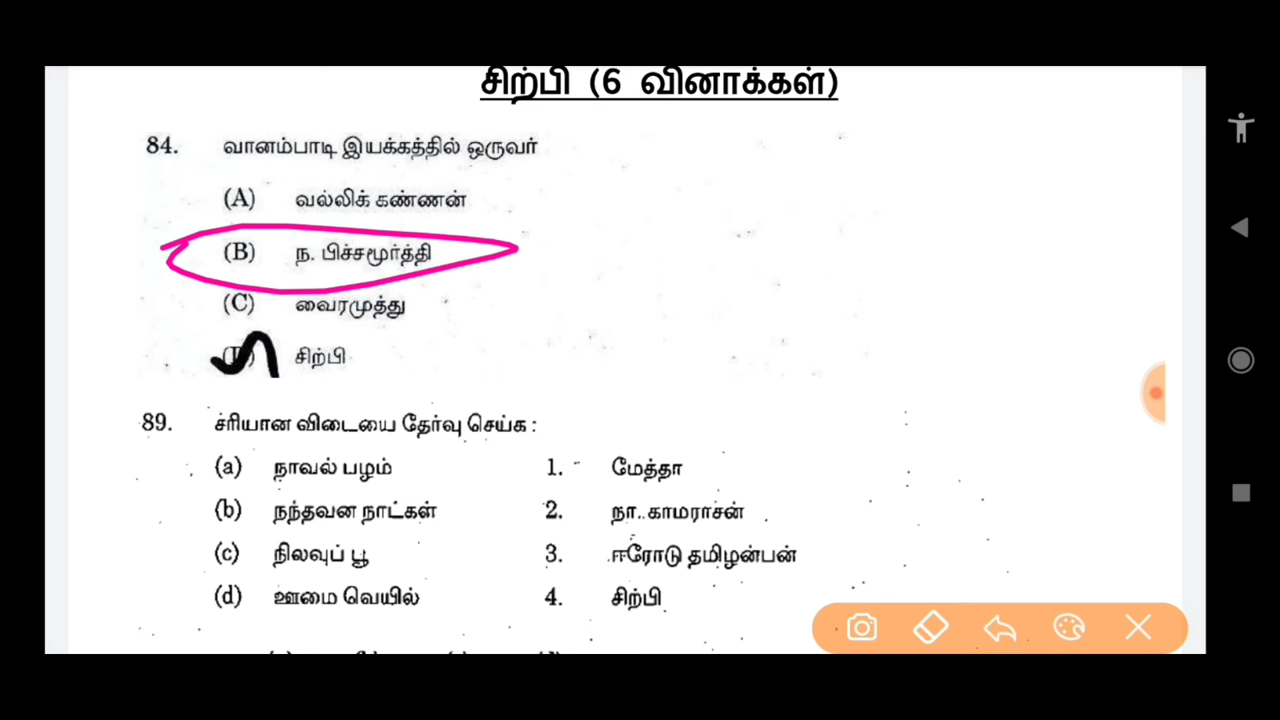 சிற்பி (6 வினாக்கள்)
84. வானம்பாடி இயக்கத்தில் ஒருவர்
(A) வல்லிக் கண்ணன்
(B) ந. பிச்சமூர்த்தி
(C) வைரமுத்து
சிற்பி
89. சரியான விடையை தேர்வு செய்க :
(a) நாவல் பழம் 1. மேத்தா
(b) நந்தவன நாட்கள் 2. நா. காமராசன்
(c) நிலவுப் பூ 3. ஈரோடு தமிழன்பன்
(d) ஊமை வெயில் 4. சிற்பி